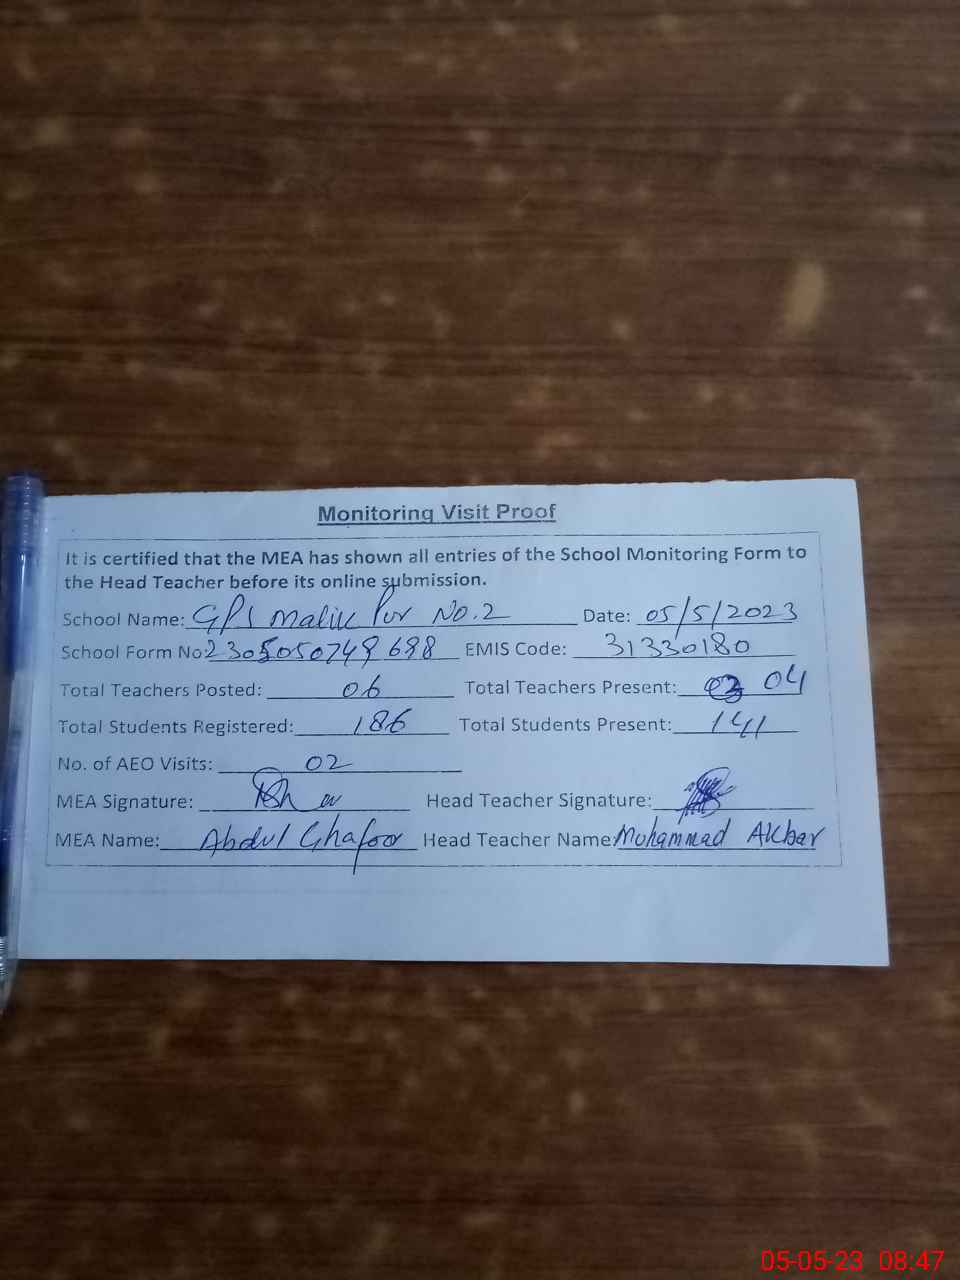 Monitoring Visit Proof
It is certified that the MEA has shown all entries of the School Monitoring Form to
the Head Teacher before its online submission.
School Name: GPS Malik Pur No.2 Date: 05/5/2023
School Form No: 2305050749698 EMIS Code: 31330180
Total Teachers Posted: 06 Total Teachers Present: 04
Total Students Registered: 186 Total Students Present: 141
No. of AEO Visits: 02
MEA Signature: Head Teacher Signature:
MEA Name: Abdul Ghafoor Head Teacher Name: Muhammad Akbar
05-05-23 08:47